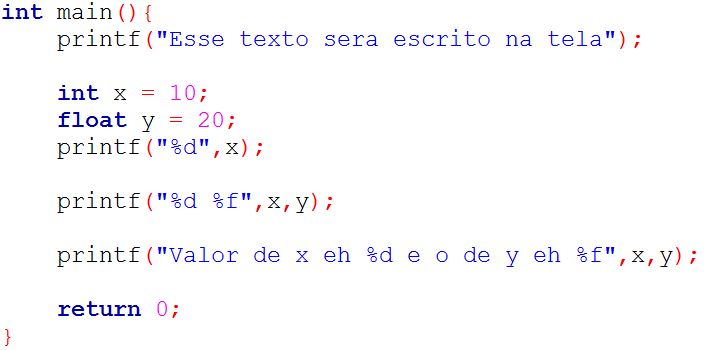 int main(){
    printf("Esse texto sera escrito na tela");

    int x = 10;
    float y = 20;
    printf("%d",x);

    printf("%d %f",x,y);

    printf("Valor de x eh %d e o de y eh %f",x,y);

    return 0;
}